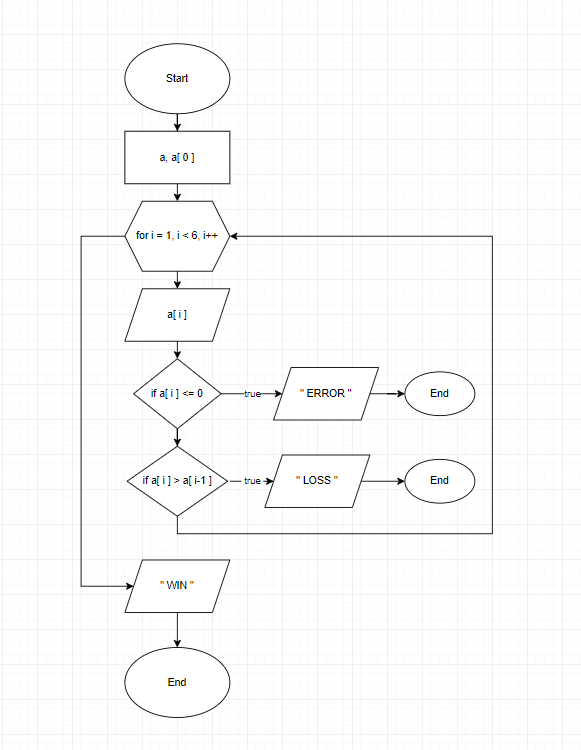 Start
a, a[ 0 ]
for i = 1, i < 6, i++
a[ i ]
if a[ i ] <= 0
true
" ERROR "
End
if a[ i ] > a[ i-1 ]
true
" LOSS "
End
" WIN "
End